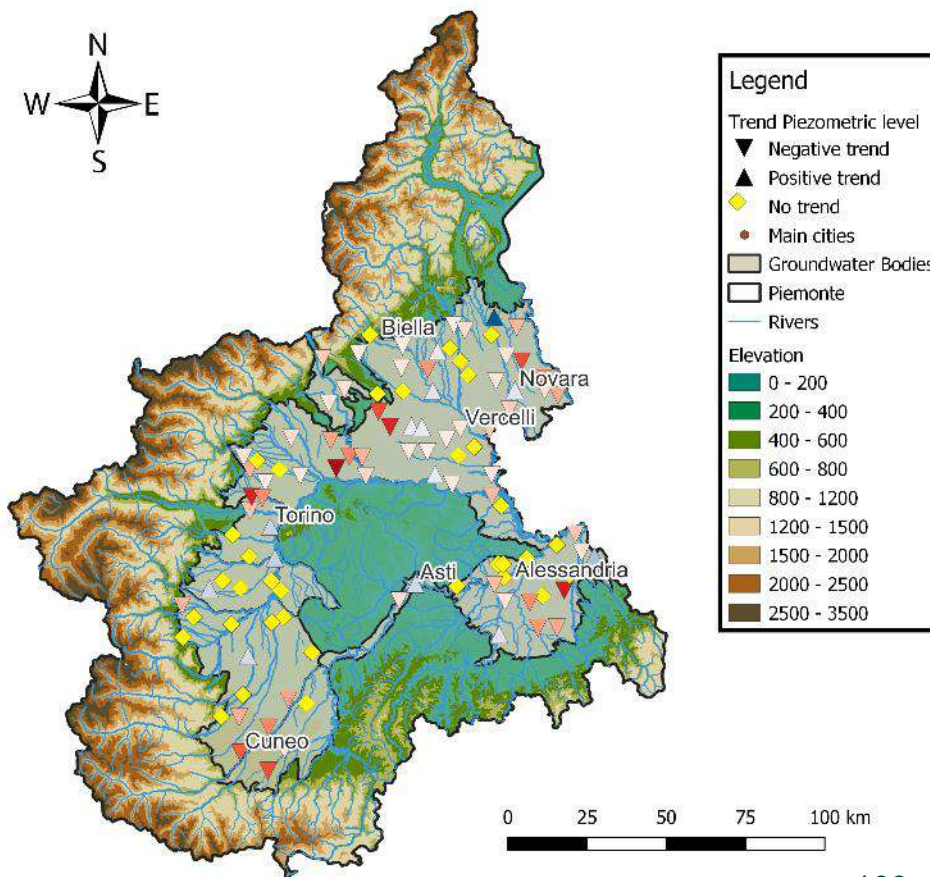 N
W E
S
Biella
Novara
Vercelli
Torino
Asti
Alessandria
Cuneo
Legend
Trend Piezometric level
Negative trend
Positive trend
No trend
Main cities
Groundwater Bodies
Piemonte
Rivers
Elevation
0 - 200
200 - 400
400 - 600
600 - 800
800 - 1200
1200 - 1500
1500 - 2000
2000 - 2500
2500 - 3500
0 25 50 75 100 km